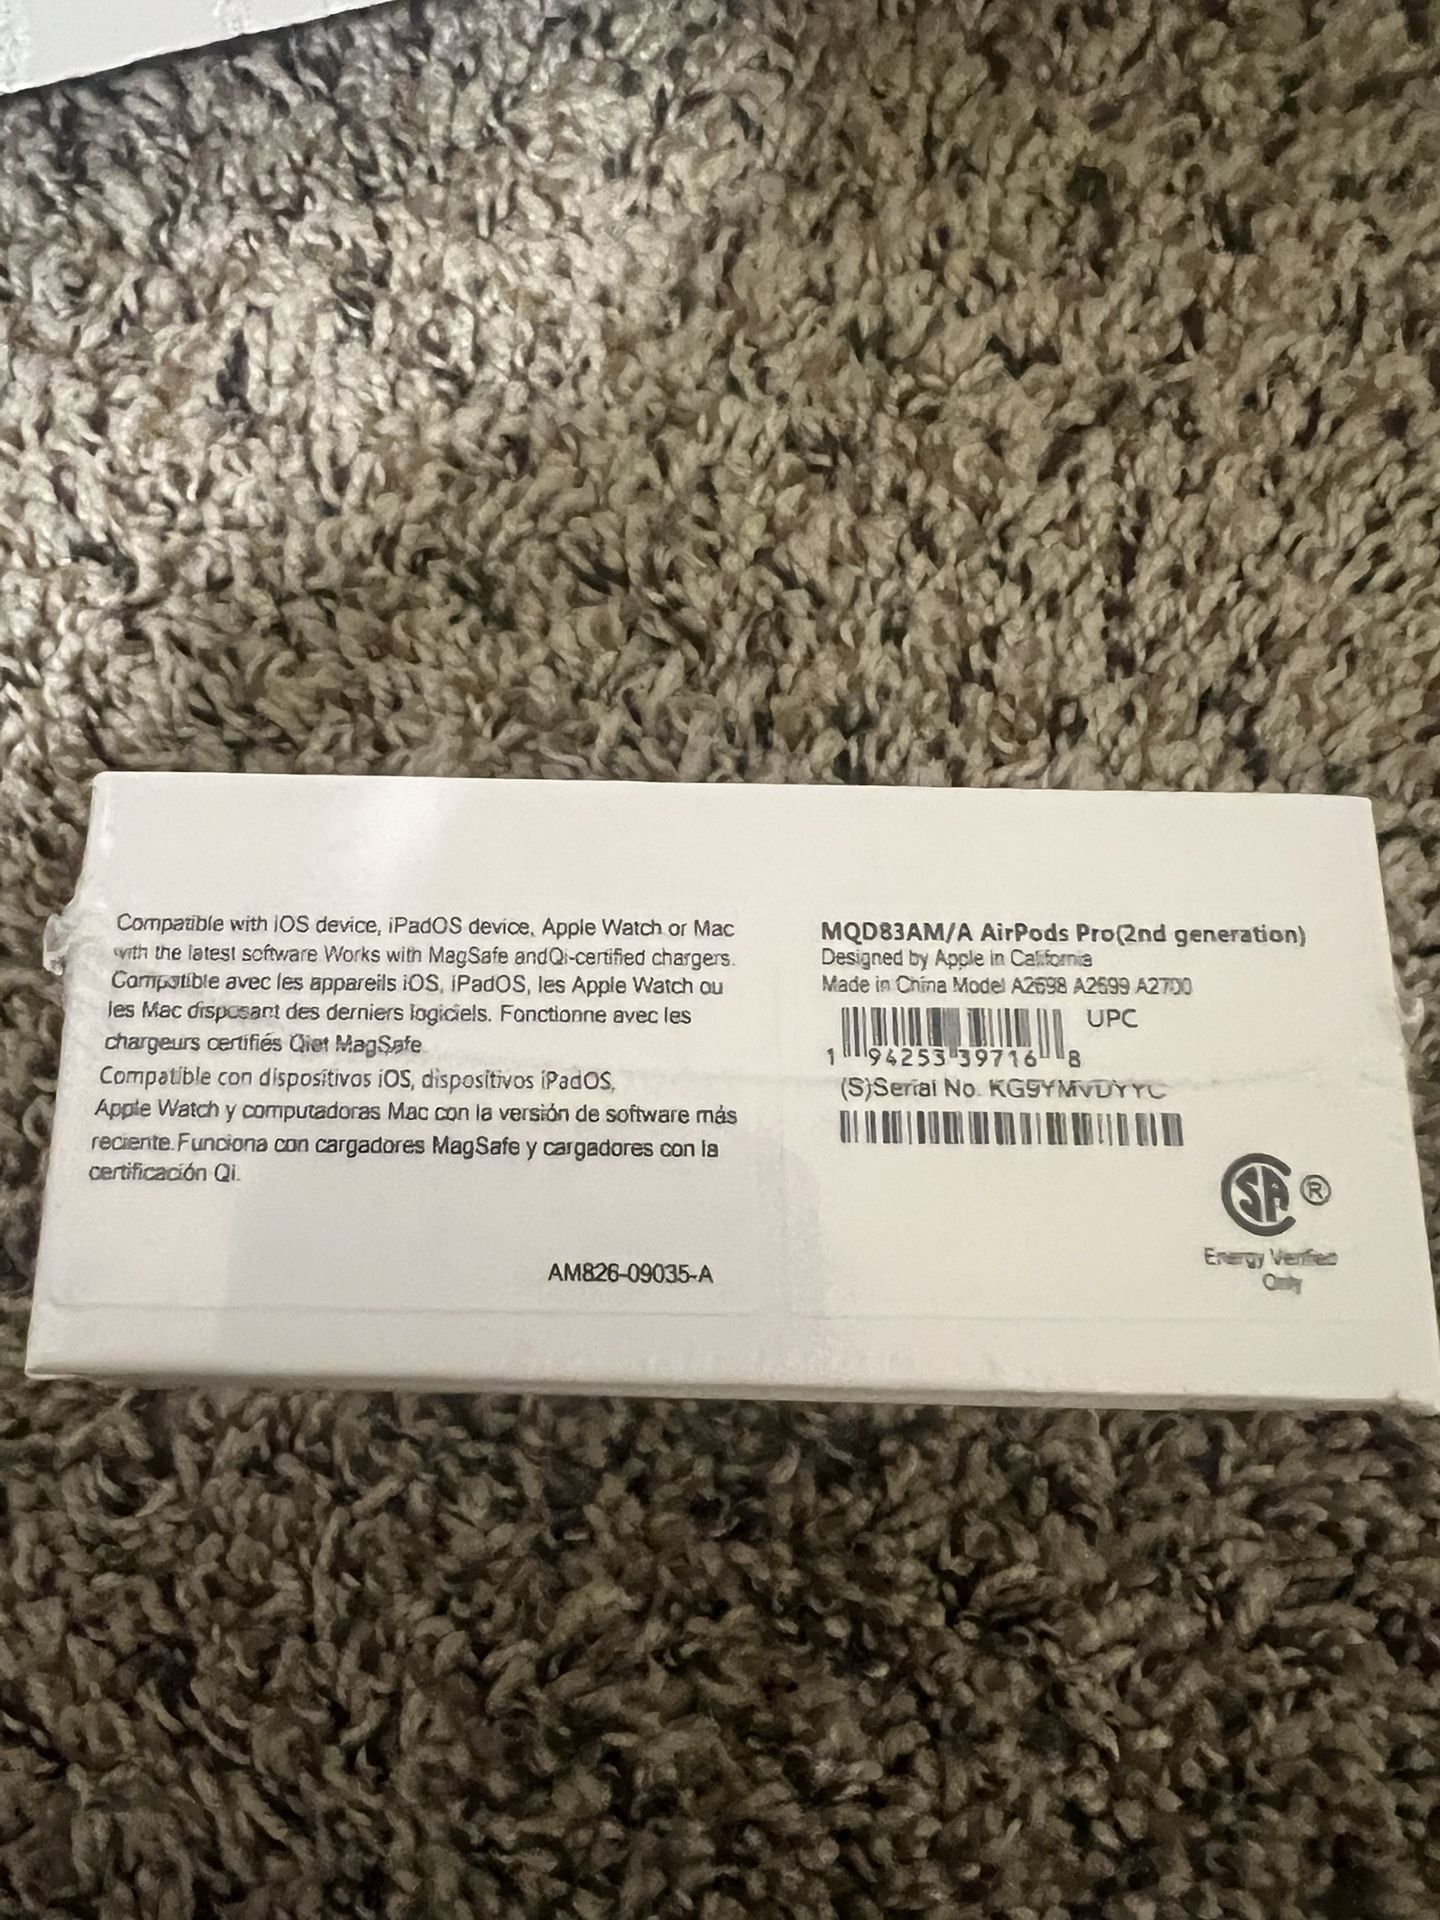 Compatible with iOS device, iPadOS device, Apple Watch or Mac
with the latest software Works with MagSafe andQi-certified chargers.
Compatible avec les appareils iOS, iPadOS, les Apple Watch ou
les Mac disposant des derniers logiciels. Fonctionne avec les
chargeurs certifiés Qiet MagSafe
Compatible con dispositivos iOS, dispositivos iPadOS,
Apple Watch y computadoras Mac con la versión de software más
reciente.Funciona con cargadores MagSafe y cargadores con la
certificación Qi.
AM826-09035-A
MQD83AM/A AirPods Pro(2nd generation)
Designed by Apple in California
Made in China Model A2698 A2699 A2700
UPC
1 94253 39716 8
(S)Serial No. KG9YMVDYYC
SA ®
Energy Verified
Only